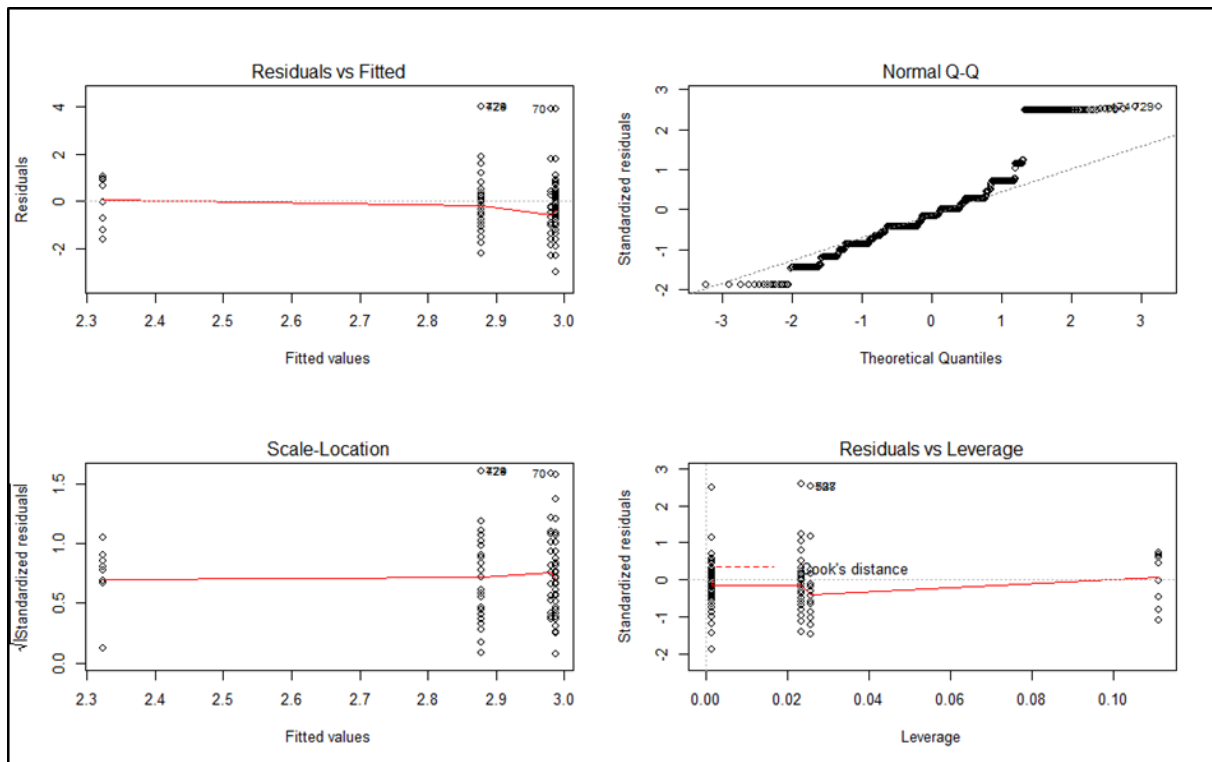 Residuals vs Fitted
Residuals
4
2
0
-2
70
2.3 2.4 2.5 2.6 2.7 2.8 2.9 3.0
Fitted values
Normal Q-Q
Standardized residuals
3
2
1
0
-1
-2
-3 -2 -1 0 1 2 3
Theoretical Quantiles
Scale-Location
√|Standardized residuals|
1.5
1.0
0.5
0.0
70
2.3 2.4 2.5 2.6 2.7 2.8 2.9 3.0
Fitted values
Residuals vs Leverage
Standardized residuals
3
2
1
0
-1
-2
Cook's distance
0.00 0.02 0.04 0.06 0.08 0.10
Leverage